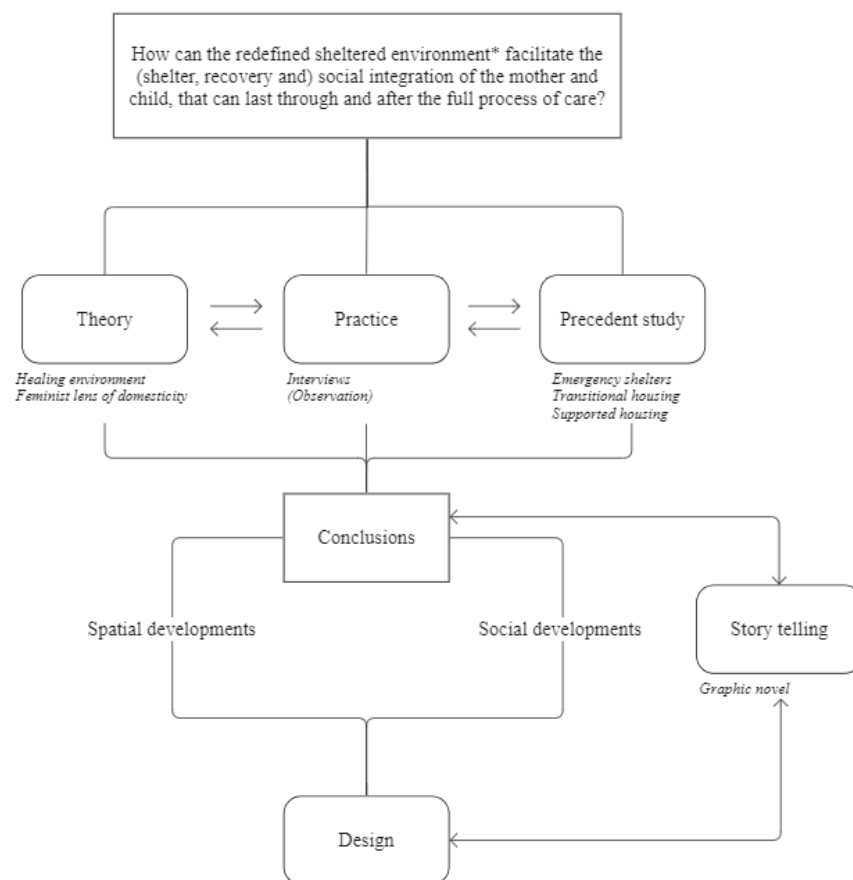 How can the redefined sheltered environment* facilitate the
(shelter, recovery and) social integration of the mother and
child, that can last through and after the full process of care?
Theory
Practice
Precedent study
Healing environment
Feminist lens of domesticity
Interviews
(Observation)
Emergency shelters
Transitional housing
Supported housing
Conclusions
Spatial developments
Social developments
Story telling
Graphic novel
Design